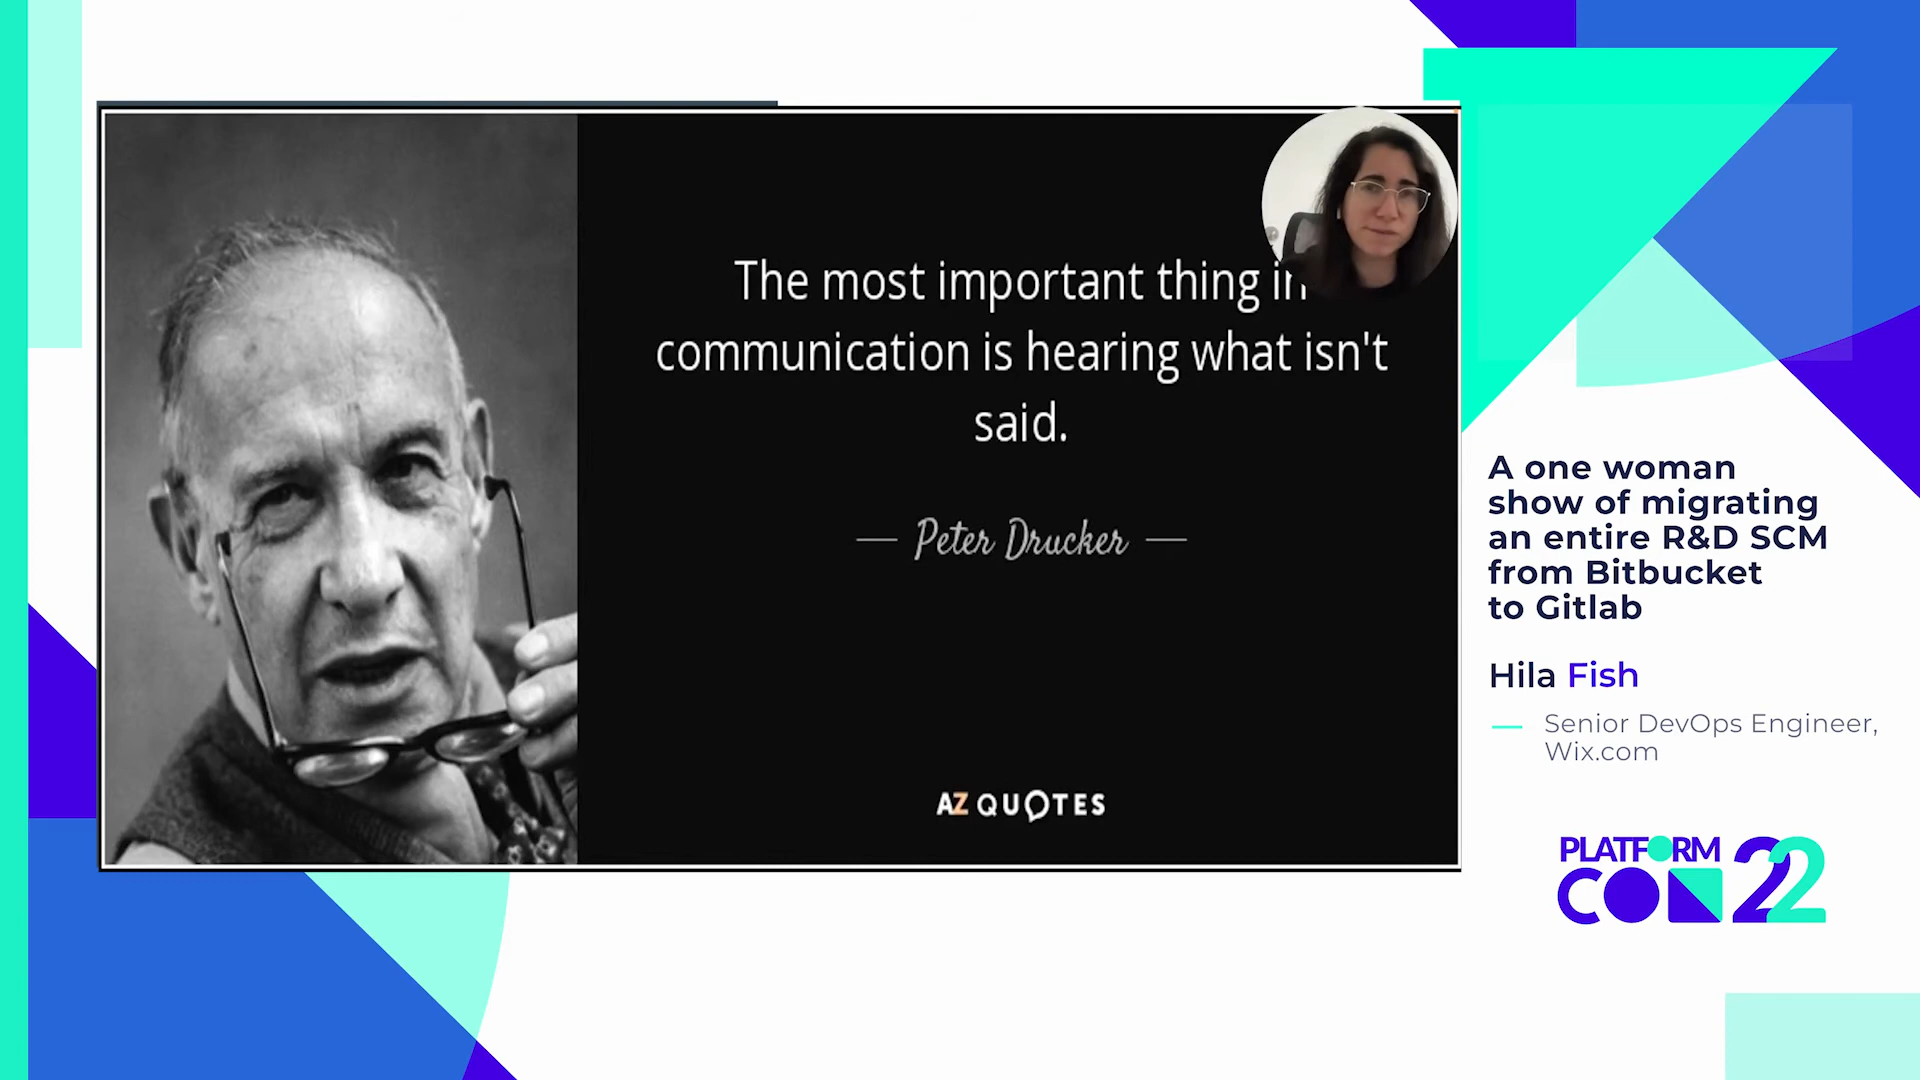 The most important thing in
communication is hearing what isn't
said.
Peter Drucker
AZ QUOTES
A one woman
show of migrating
an entire R&D SCM
from Bitbucket
to Gitlab
Hila Fish
Senior DevOps Engineer,
Wix.com
PLATFORM
CON 22